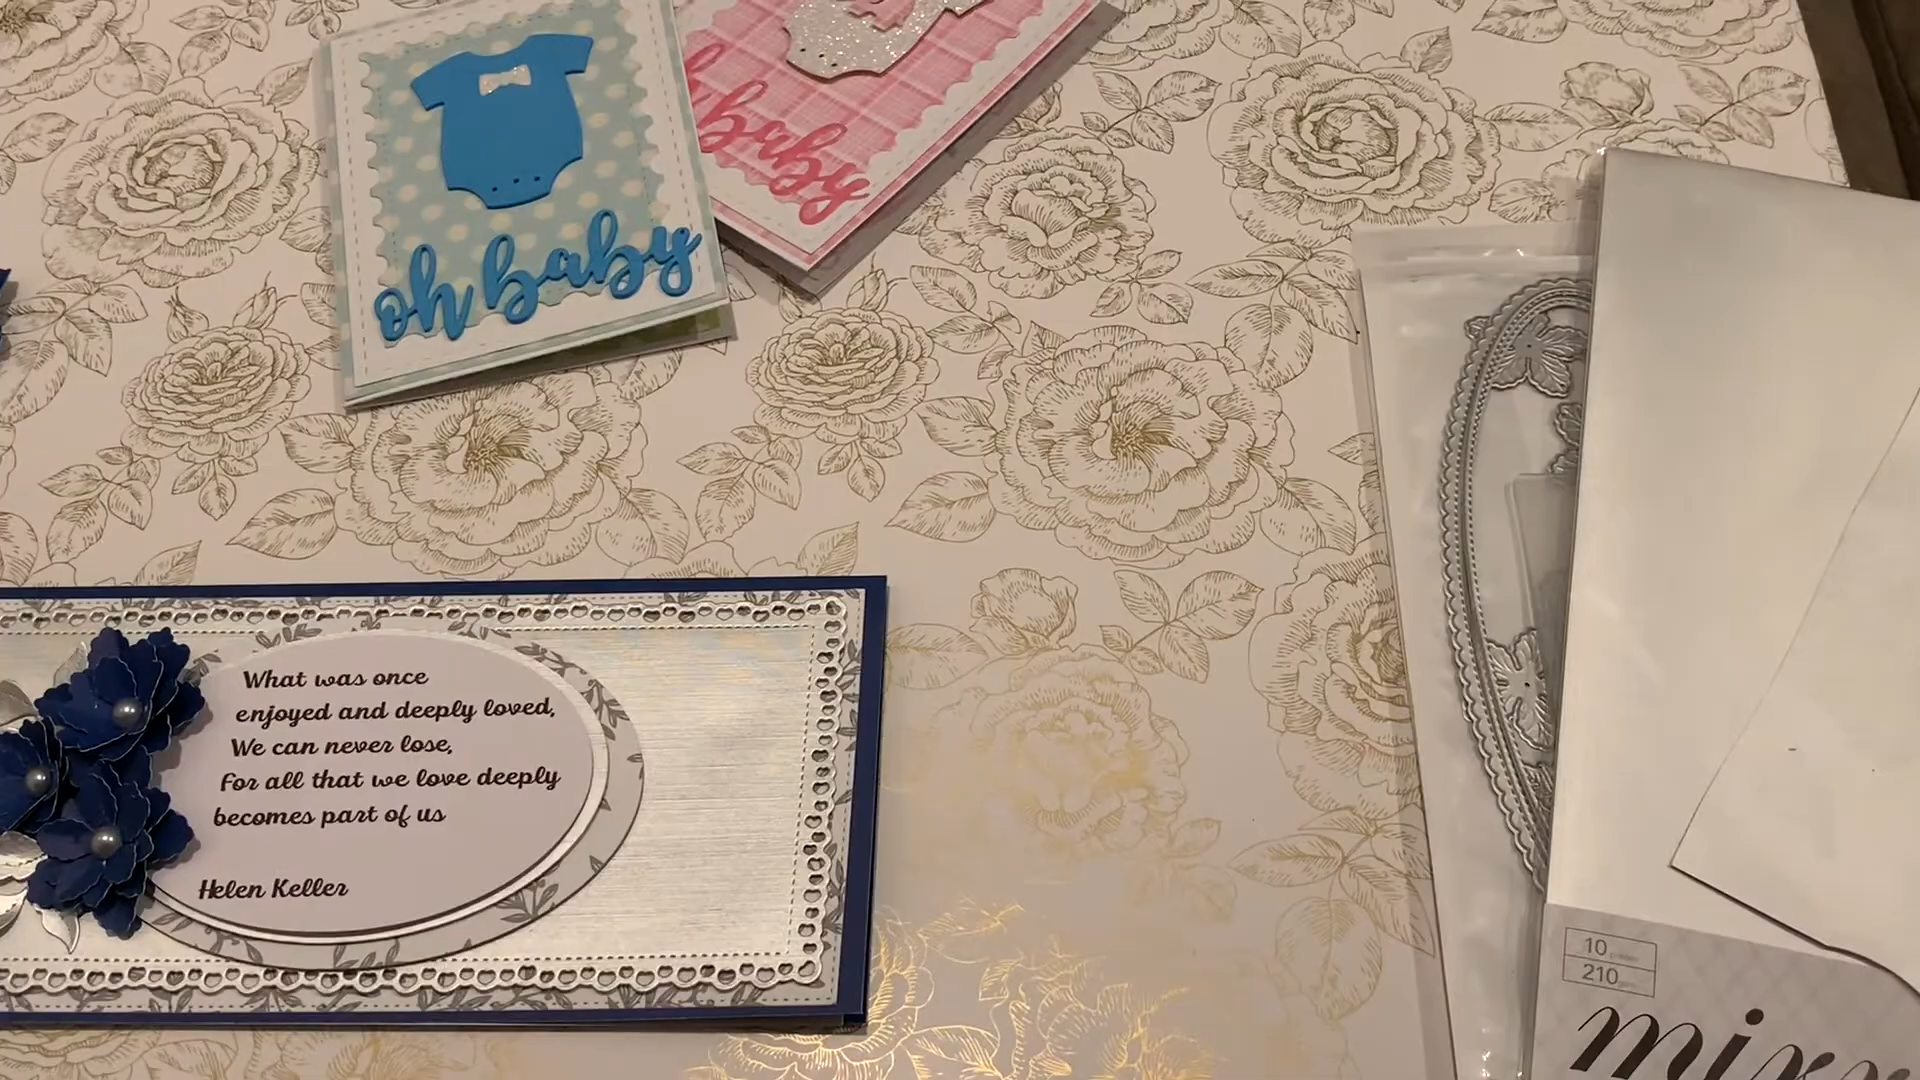 oh baby
baby
What was once
enjoyed and deeply loved,
We can never lose,
For all that we love deeply
becomes part of us
Helen Keller
10
210